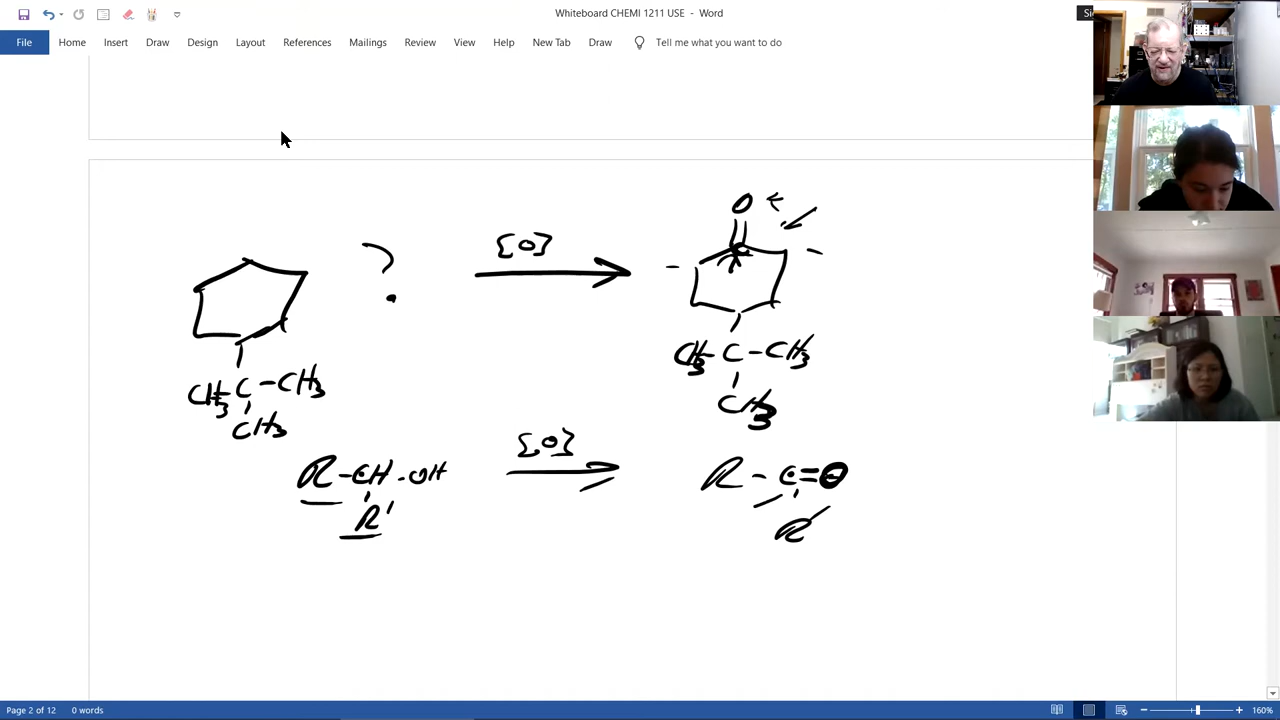 Whiteboard CHEMI 1211 USE - Word
File Home Insert Draw Design Layout References Mailings Review View Help New Tab Draw Tell me what you want to do
O
[O]
?
CH3-C-CH3
CH3
CH3-C-CH3
CH3
[O]
R-CH-OH
R'
R-C=O
R'
Page 2 of 12 0 words
160%